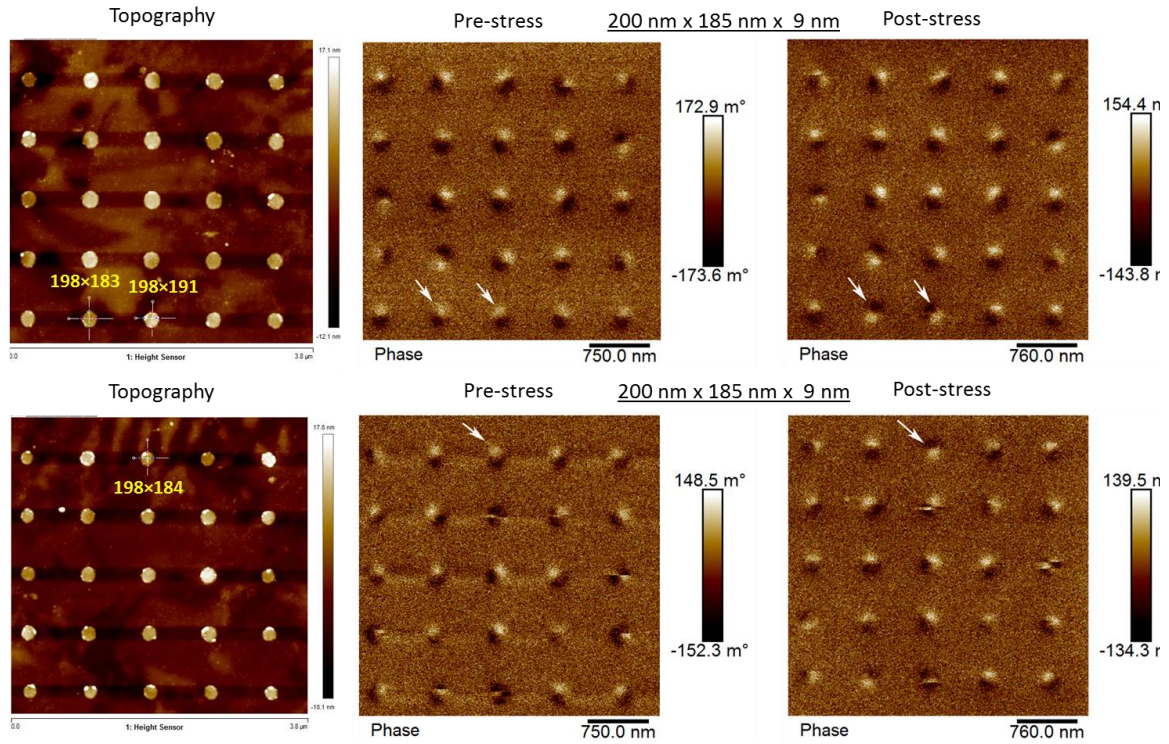 Topography
Pre-stress
200 nm x 185 nm x 9 nm
Post-stress
17.1 nm
172.9 m°
154.4 m
198×183
198×191
-173.6 m°
-143.8 m
-12.1 nm
0.0
1: Height Sensor
3.8 µm
Phase
750.0 nm
Phase
760.0 nm
Topography
Pre-stress
200 nm x 185 nm x 9 nm
Post-stress
17.8 nm
198×184
148.5 m°
139.5 m
-152.3 m°
-134.3 m
-10.1 nm
0.0
1: Height Sensor
3.8 µm
Phase
750.0 nm
Phase
760.0 nm